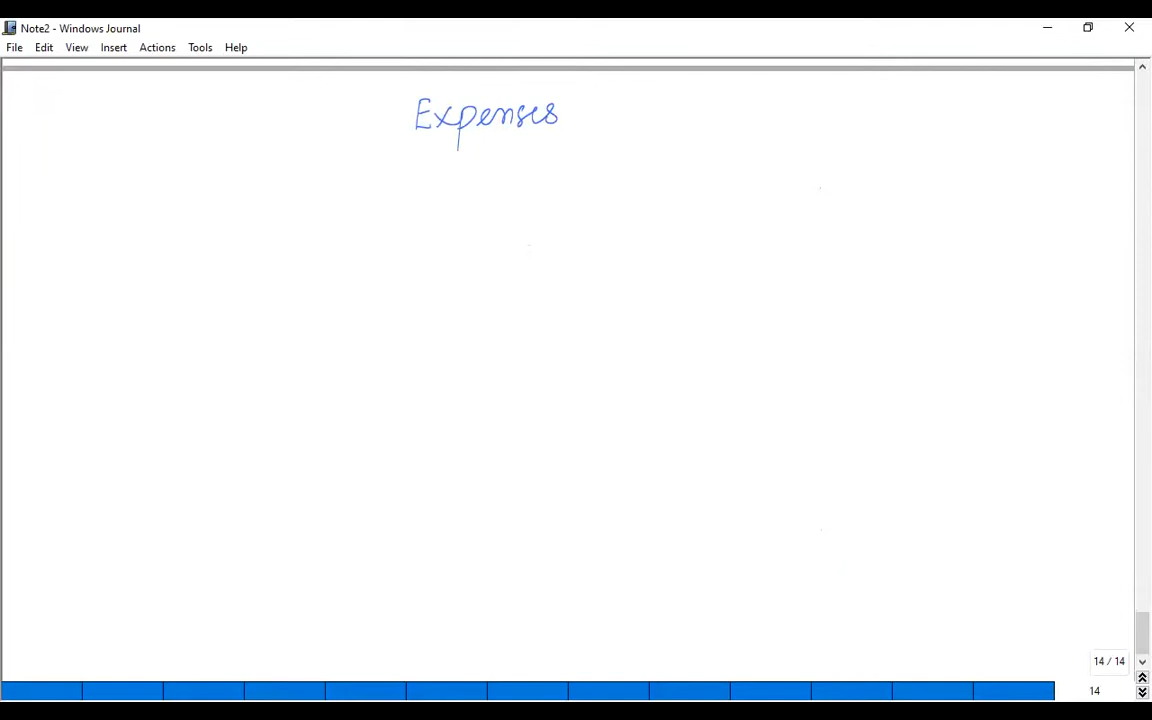 Note2 - Windows Journal
File Edit View Insert Actions Tools Help
Expenses
14 / 14
14